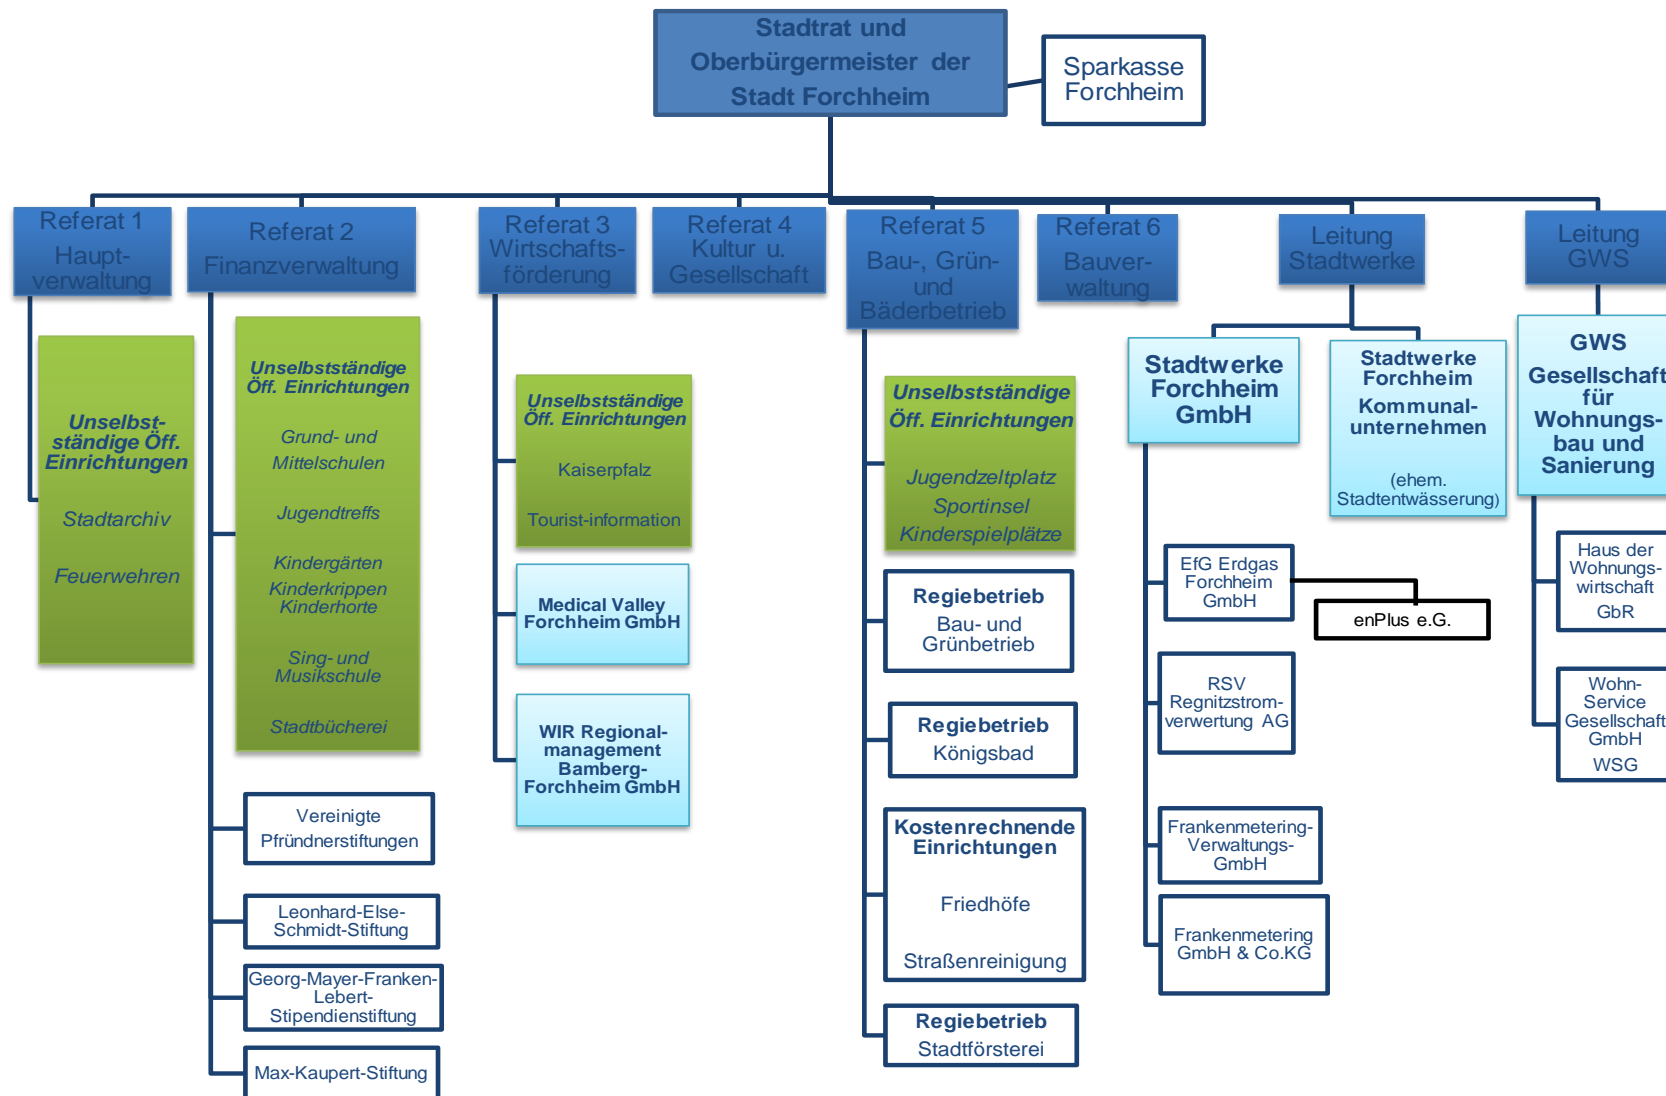 Stadtrat und
Oberbürgermeister der
Stadt Forchheim
Sparkasse
Forchheim
Referat 1
Haupt-
verwaltung
Referat 2
Finanzverwaltung
Referat 3
Wirtschafts-
förderung
Referat 4
Kultur u.
Gesellschaft
Referat 5
Bau-, Grün-
und
Bäderbetrieb
Referat 6
Bauver-
waltung
Leitung
Stadtwerke
Leitung
GWS
Unselbst-
ständige Öff.
Einrichtungen
Stadtarchiv
Feuerwehren
Unselbstständige
Öff. Einrichtungen
Grund- und
Mittelschulen
Jugendtreffs
Kindergärten
Kinderkrippen
Kinderhorte
Sing- und
Musikschule
Stadtbücherei
Vereinigte
Pfründnerstiftungen
Leonhard-Else-
Schmidt-Stiftung
Georg-Mayer-Franken-
Lebert-
Stipendienstiftung
Max-Kaupert-Stiftung
Unselbstständige
Öff. Einrichtungen
Kaiserpfalz
Tourist-information
Medical Valley
Forchheim GmbH
WIR Regional-
management
Bamberg-
Forchheim GmbH
Unselbstständige
Öff. Einrichtungen
Jugendzeltplatz
Sportinsel
Kinderspielplätze
Regiebetrieb
Bau- und
Grünbetrieb
Regiebetrieb
Königsbad
Kostenrechnende
Einrichtungen
Friedhöfe
Straßenreinigung
Regiebetrieb
Stadtförsterei
Stadtwerke
Forchheim
GmbH
EfG Erdgas
Forchheim
GmbH
enPlus e.G.
RSV
Regnitzstrom-
verwertung AG
Frankenmetering-
Verwaltungs-
GmbH
Frankenmetering
GmbH & Co.KG
Stadtwerke
Forchheim
Kommunal-
unternehmen
(ehem.
Stadtentwässerung)
GWS
Gesellschaft
für
Wohnungs-
bau und
Sanierung
Haus der
Wohnungs-
wirtschaft
GbR
Wohn-
Service
Gesellschaft
GmbH
WSG